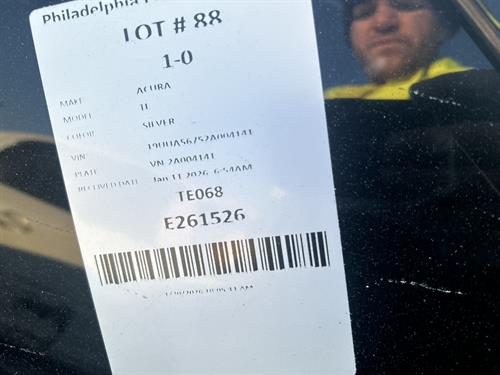 Philadelphia
LOT # 88
1-0
MAKE ACURA
MODEL TL
COLOR SILVER
VIN: 19UUA56752A004141
PLATE VN 2A004141
RECEIVED DATE Jan 11 2026 6:54AM
TE068
E261526